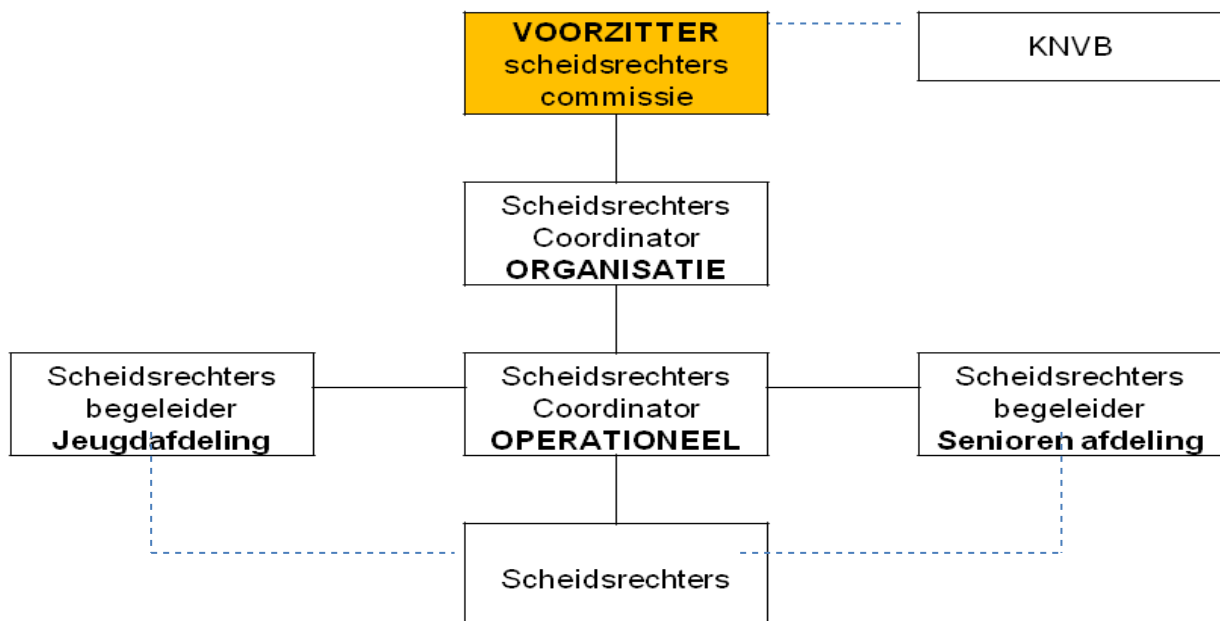 VOORZITTER
scheidsrechters
commissie
KNVB
Scheidsrechters
Coordinator
ORGANISATIE
Scheidsrechters
begeleider
Jeugdafdeling
Scheidsrechters
Coordinator
OPERATIONEEL
Scheidsrechters
begeleider
Senioren afdeling
Scheidsrechters